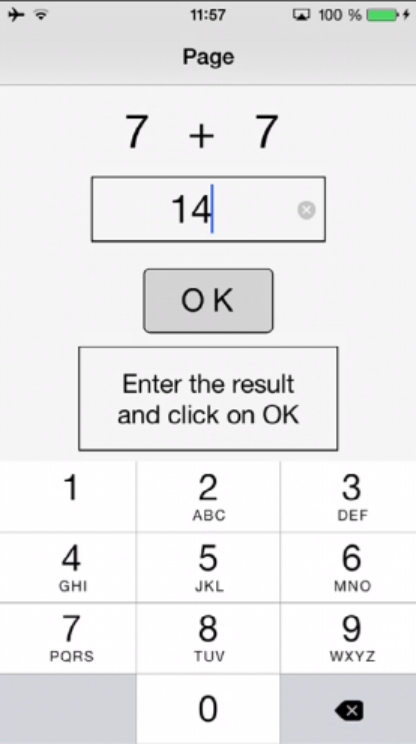 11:57 100 %
Page
7 + 7
14
OK
Enter the result
and click on OK
1 2 3
ABC DEF
4 5 6
GHI JKL MNO
7 8 9
PQRS TUV WXYZ
0